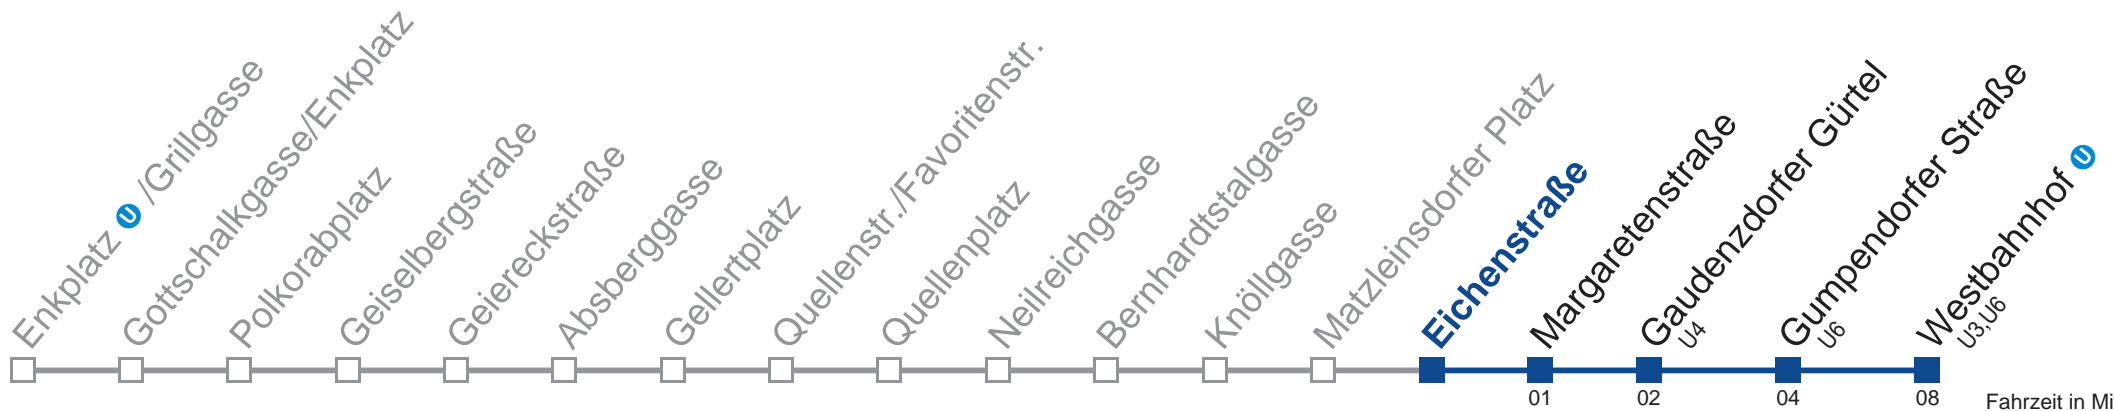 Enkplatz U /Grillgasse
Gottschalkgasse/Enkplatz
Polkorabplatz
Geiselbergstraße
Geiereckstraße
Absberggasse
Gellertplatz
Quellenstr./Favoritenstr.
Quellenplatz
Neilreichgasse
Bernhardtstalgasse
Knöllgasse
Matzleinsdorfer Platz
Eichenstraße
Margaretenstraße
Gaudenzdorfer Gürtel
U4
Gumpendorfer Straße
U6
Westbahnhof U
U3,U6
01 02 04 08
Fahrzeit in Mi